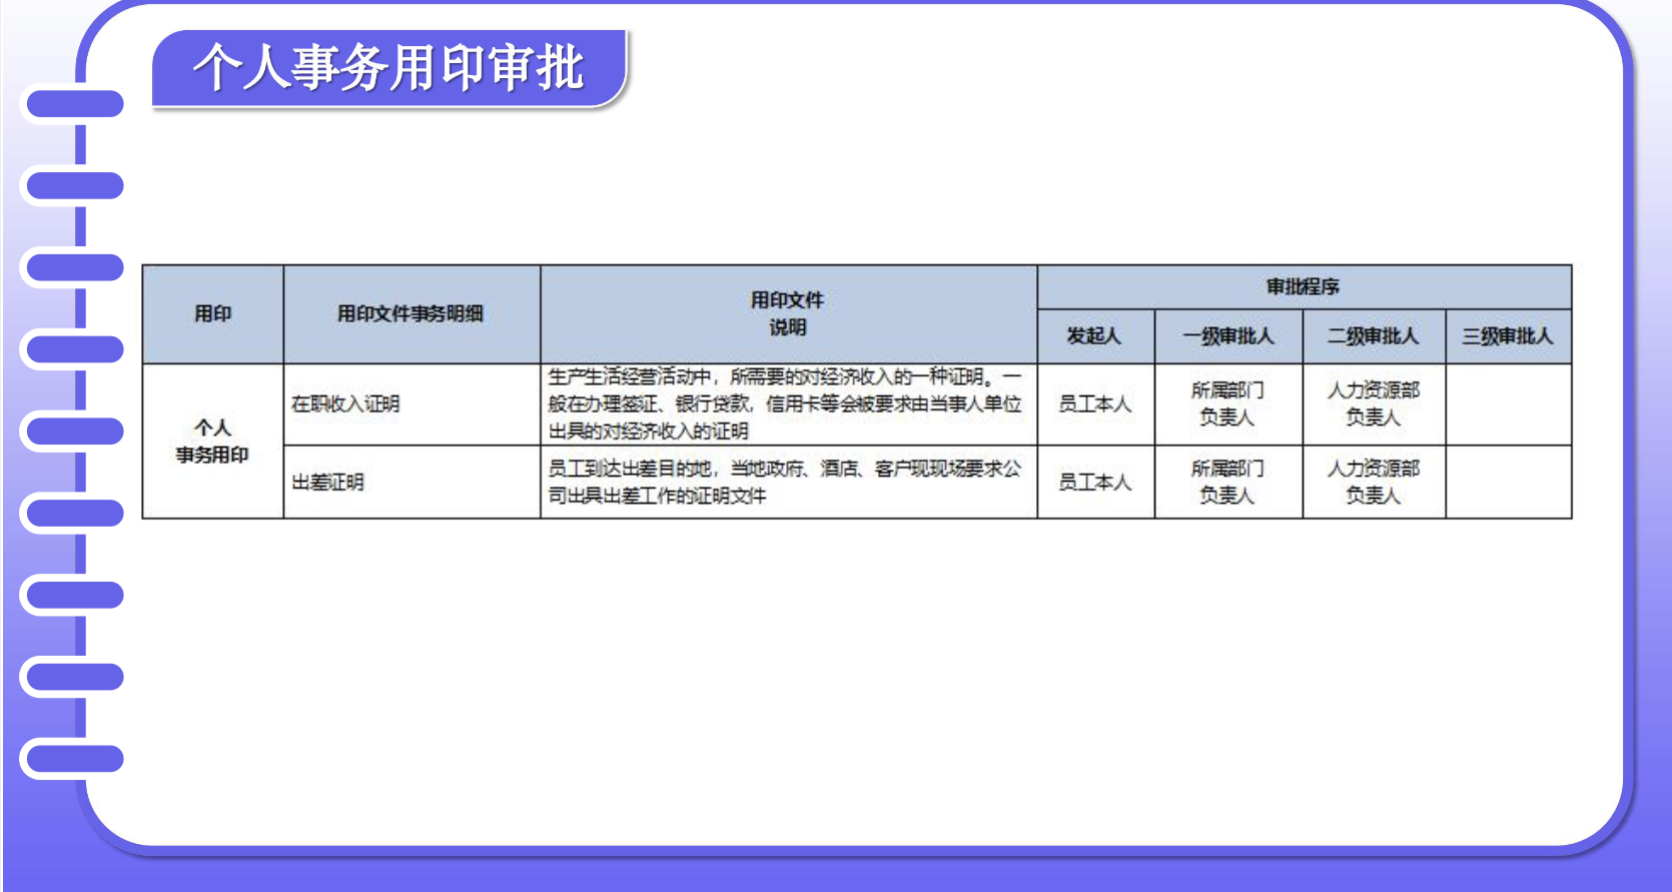 个人事务用印审批
用印
用印文件事务明细
用印文件
说明
审批程序
发起人
一级审批人
二级审批人
三级审批人
个人
事务用印
在职收入证明
生产生活经营活动中，所需要的对经济收入的一种证明。一
般在办理签证、银行贷款，信用卡等会被要求由当事人单位
出具的对经济收入的证明
员工本人
所属部门
负责人
人力资源部
负责人
出差证明
员工到达出差目的地，当地政府、酒店、客户现现场要求公
司出具出差工作的证明文件
员工本人
所属部门
负责人
人力资源部
负责人